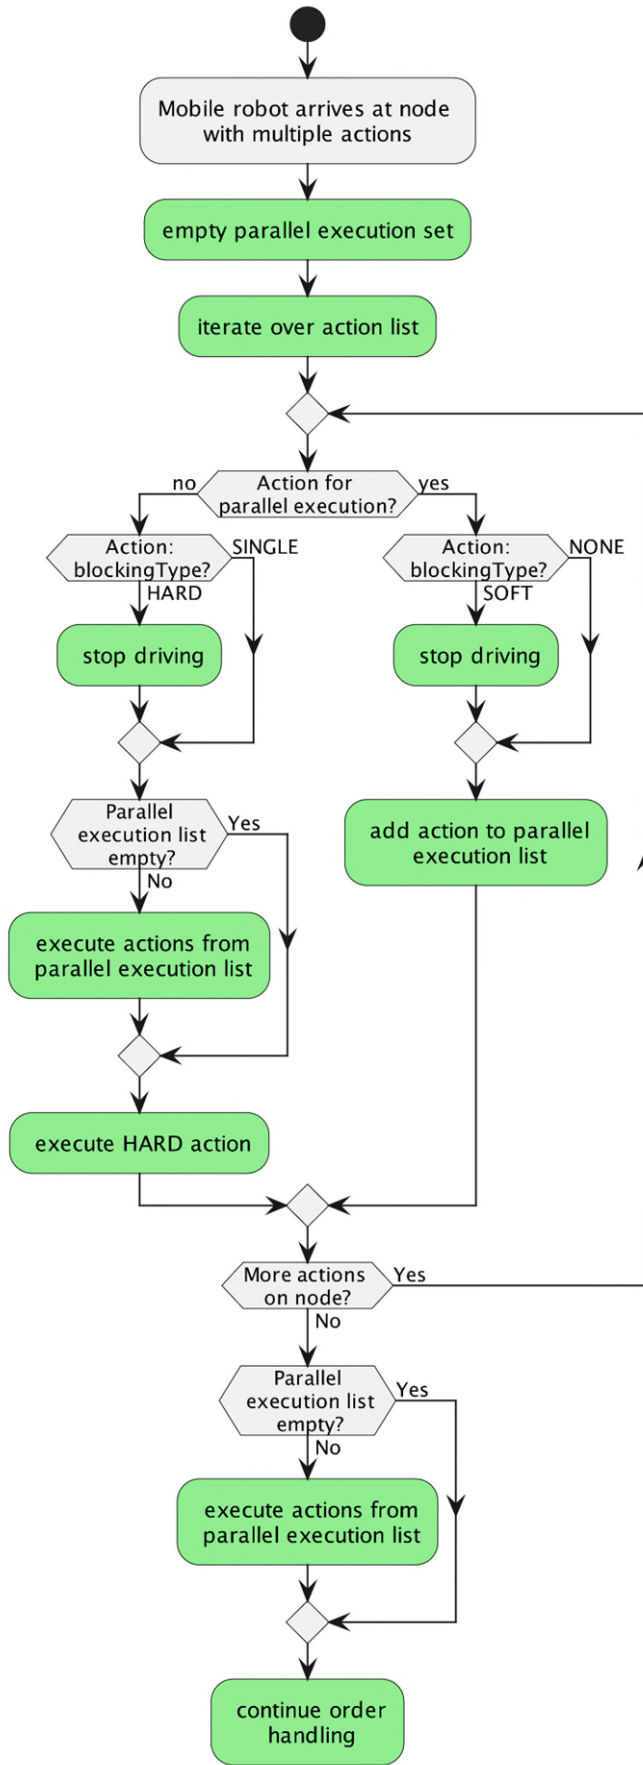 Mobile robot arrives at node
with multiple actions
empty parallel execution set
iterate over action list
Action for
parallel execution?
no
yes
Action:
blockingType?
SINGLE
HARD
Action:
blockingType?
NONE
SOFT
stop driving
stop driving
Parallel
execution list
empty?
Yes
No
add action to parallel
execution list
execute actions from
parallel execution list
execute HARD action
More actions
on node?
Yes
No
Parallel
execution list
empty?
Yes
No
execute actions from
parallel execution list
continue order
handling